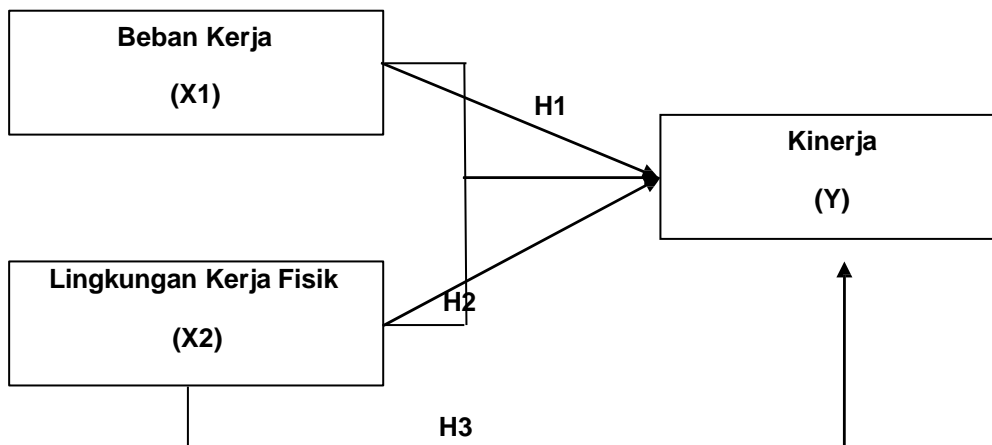 Beban Kerja
(X1)
H1
Kinerja
(Y)
Lingkungan Kerja Fisik
(X2)
H2
H3